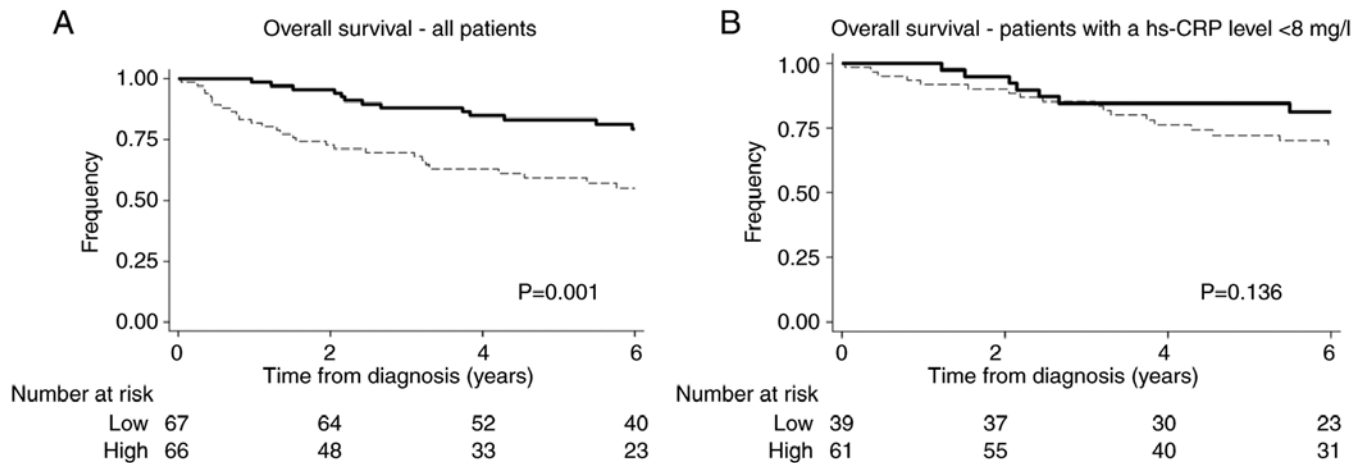 A
Overall survival - all patients
1.00
0.75
0.50
0.25
0.00
Frequency
P=0.001
0 2 4 6
Time from diagnosis (years)
Number at risk
Low 67 64 52 40
High 66 48 33 23
B
Overall survival - patients with a hs-CRP level <8 mg/l
1.00
0.75
0.50
0.25
0.00
Frequency
P=0.136
0 2 4 6
Time from diagnosis (years)
Number at risk
Low 39 37 30 23
High 61 55 40 31